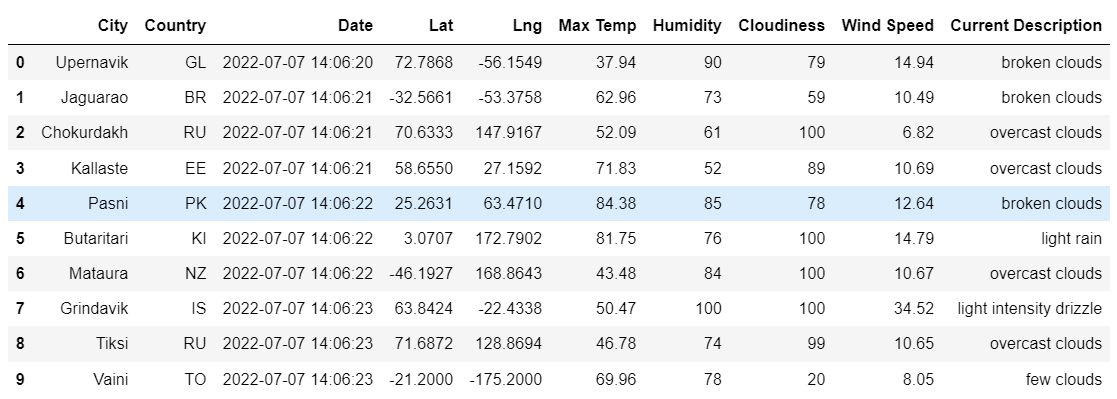 City Country Date Lat Lng Max Temp Humidity Cloudiness Wind Speed Current Description
0 Upernavik GL 2022-07-07 14:06:20 72.7868 -56.1549 37.94 90 79 14.94 broken clouds
1 Jaguarao BR 2022-07-07 14:06:21 -32.5661 -53.3758 62.96 73 59 10.49 broken clouds
2 Chokurdakh RU 2022-07-07 14:06:21 70.6333 147.9167 52.09 61 100 6.82 overcast clouds
3 Kallaste EE 2022-07-07 14:06:21 58.6550 27.1592 71.83 52 89 10.69 overcast clouds
4 Pasni PK 2022-07-07 14:06:22 25.2631 63.4710 84.38 85 78 12.64 broken clouds
5 Butaritari KI 2022-07-07 14:06:22 3.0707 172.7902 81.75 76 100 14.79 light rain
6 Mataura NZ 2022-07-07 14:06:22 -46.1927 168.8643 43.48 84 100 10.67 overcast clouds
7 Grindavik IS 2022-07-07 14:06:23 63.8424 -22.4338 50.47 100 100 34.52 light intensity drizzle
8 Tiksi RU 2022-07-07 14:06:23 71.6872 128.8694 46.78 74 99 10.65 overcast clouds
9 Vaini TO 2022-07-07 14:06:23 -21.2000 -175.2000 69.96 78 20 8.05 few clouds